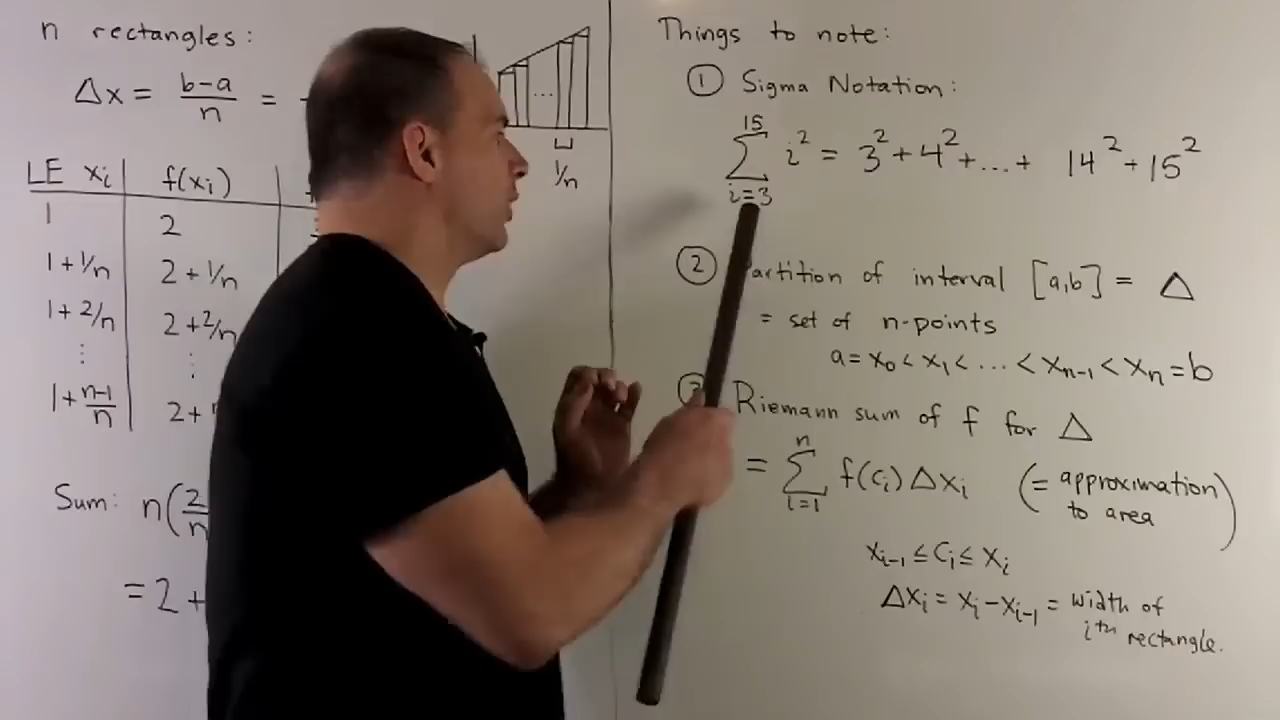 n rectangles:
Δx = b-a/n =
LE xᵢ f(xᵢ)
1 2
1 + 1/n 2 + 1/n
1 + 2/n 2 + 2/n
⋮ ⋮
1 + n-1/n 2 +
Sum: n(2/n
= 2 +
...
1/n
Things to note:
① Sigma Notation:
15
∑ i² = 3² + 4² + ... + 14² + 15²
i=3
② of interval [a,b] = Δ
= set of n-points
a = x₀ < x₁ < ... < xₙ₋₁ < xₙ = b
Riemann sum of f for Δ
n
= ∑ f(cᵢ) Δxᵢ (= approximation
i=1 to area)
xᵢ₋₁ ≤ cᵢ ≤ xᵢ
Δxᵢ = xᵢ - xᵢ₋₁ = width of
iᵗʰ rectangle.